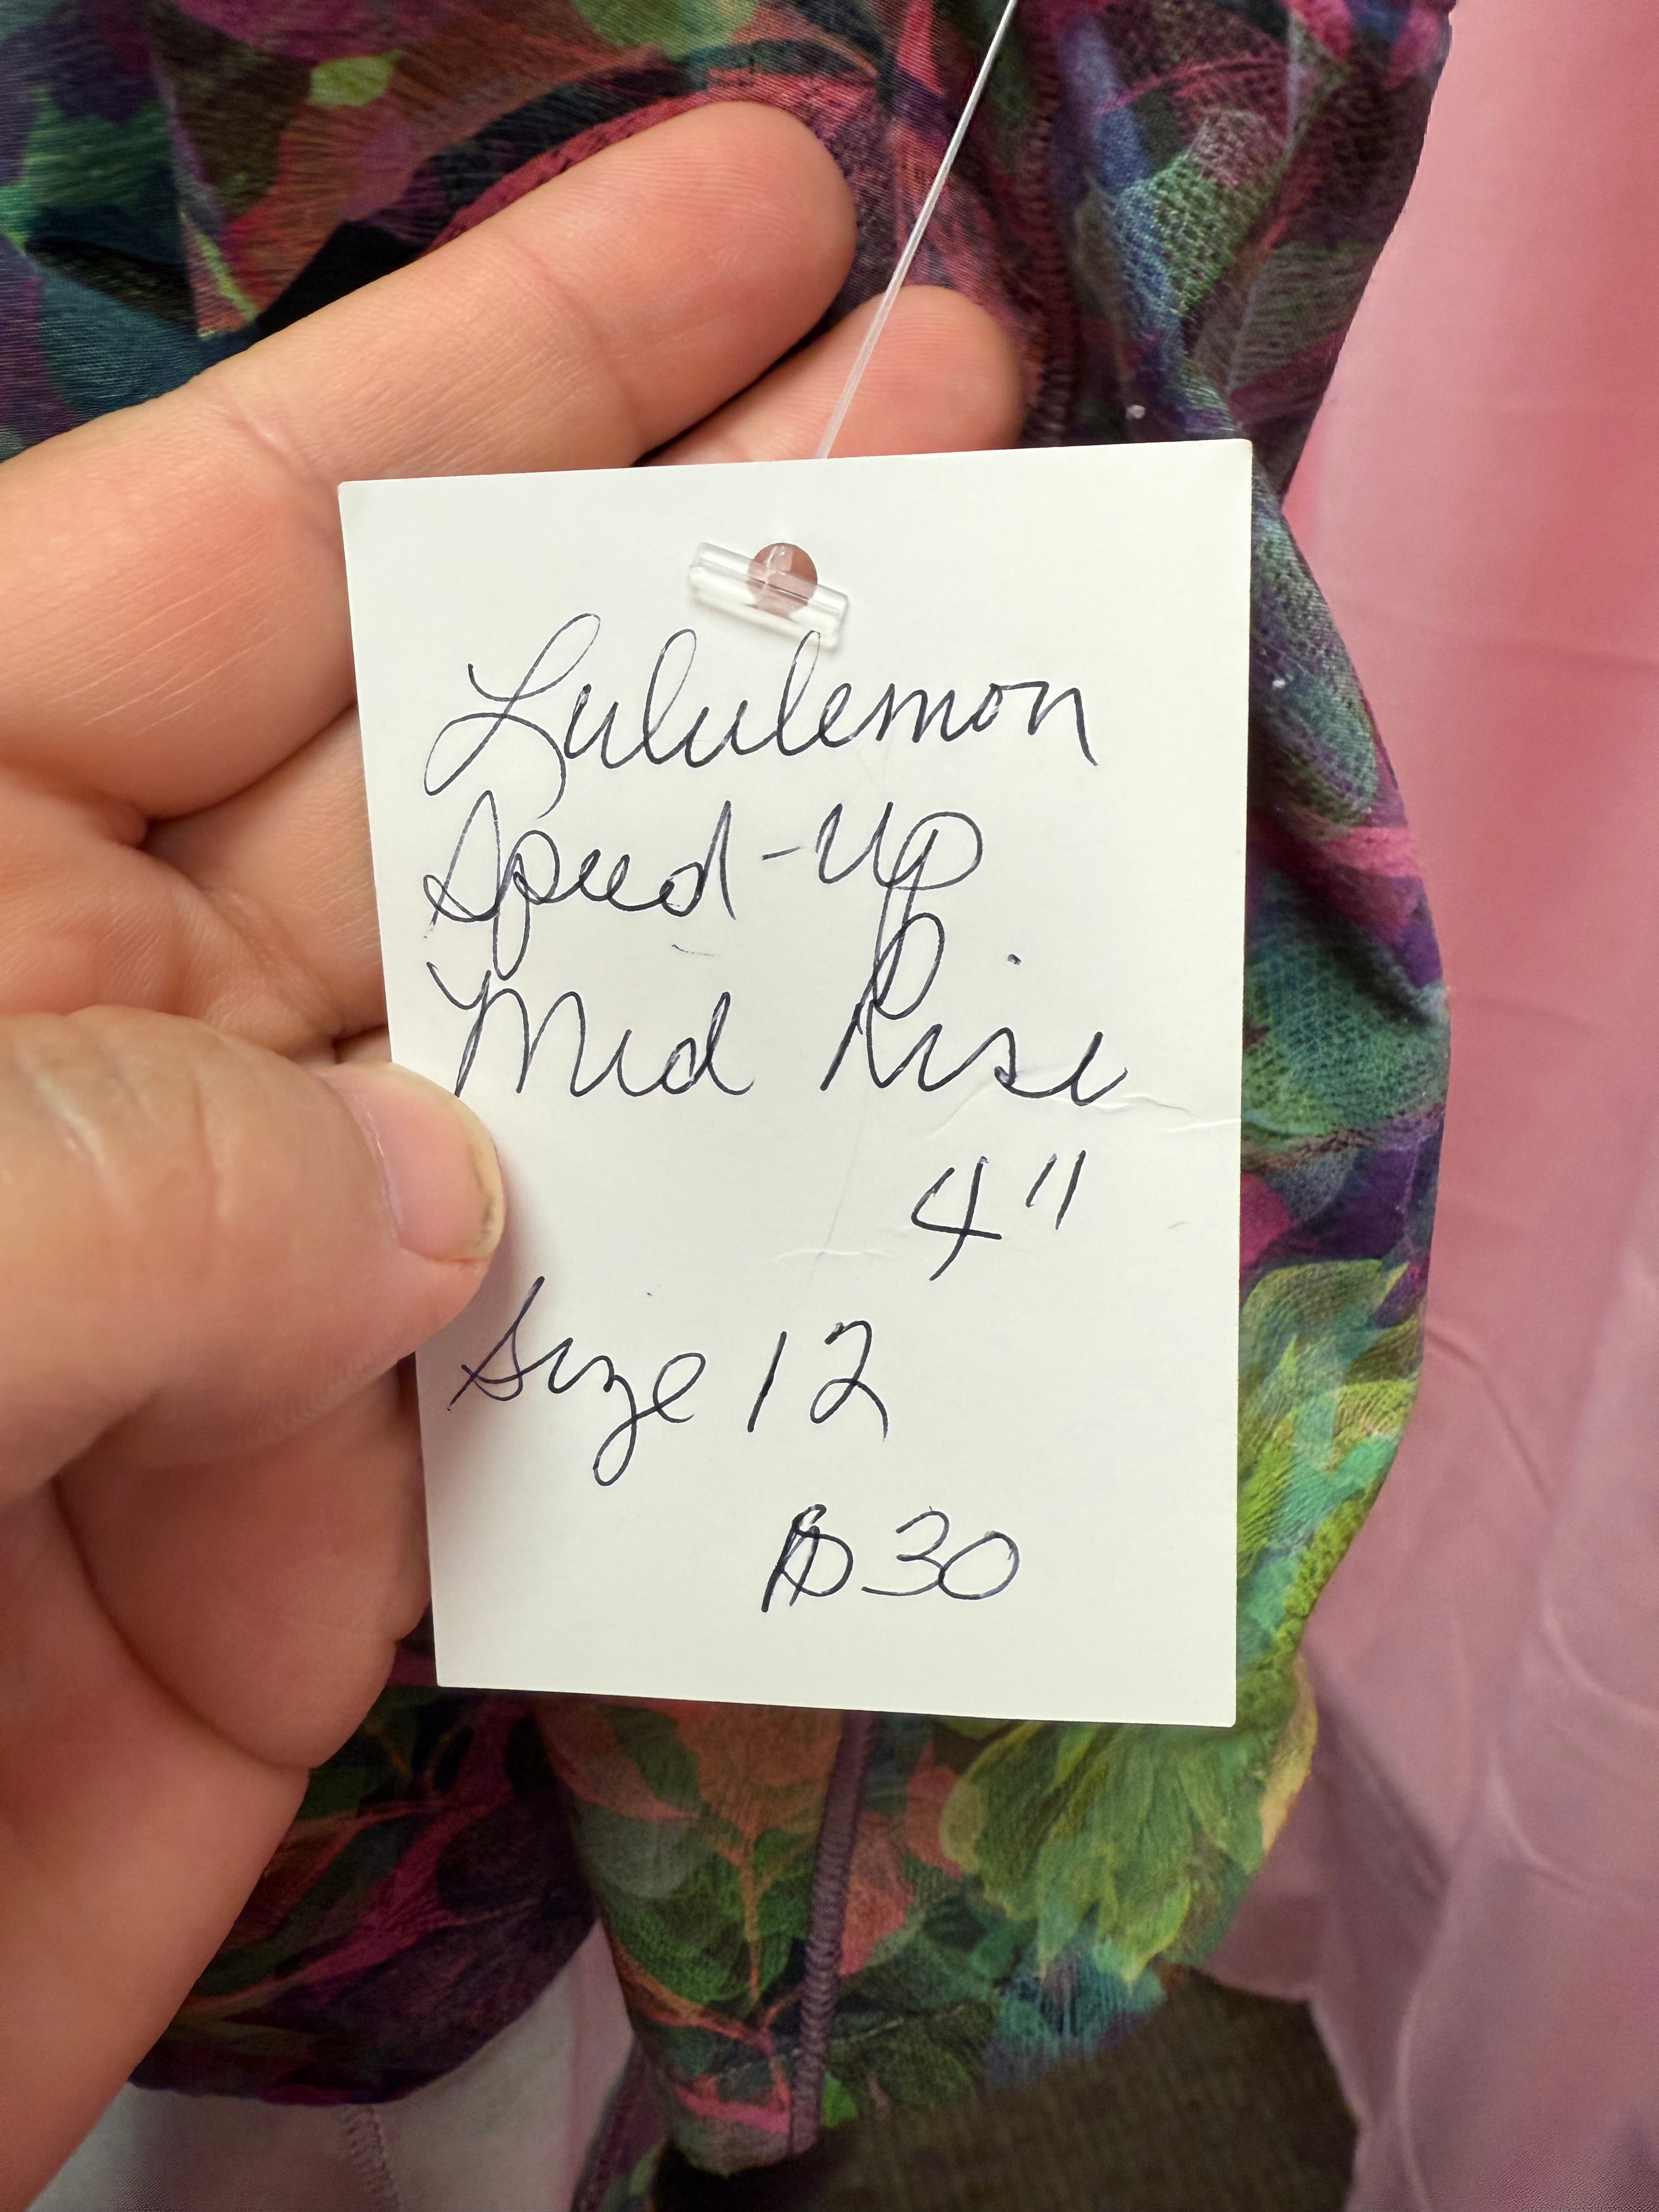 Lululemon
Speed-Up
Mid Rise
4"
Size 12
$30